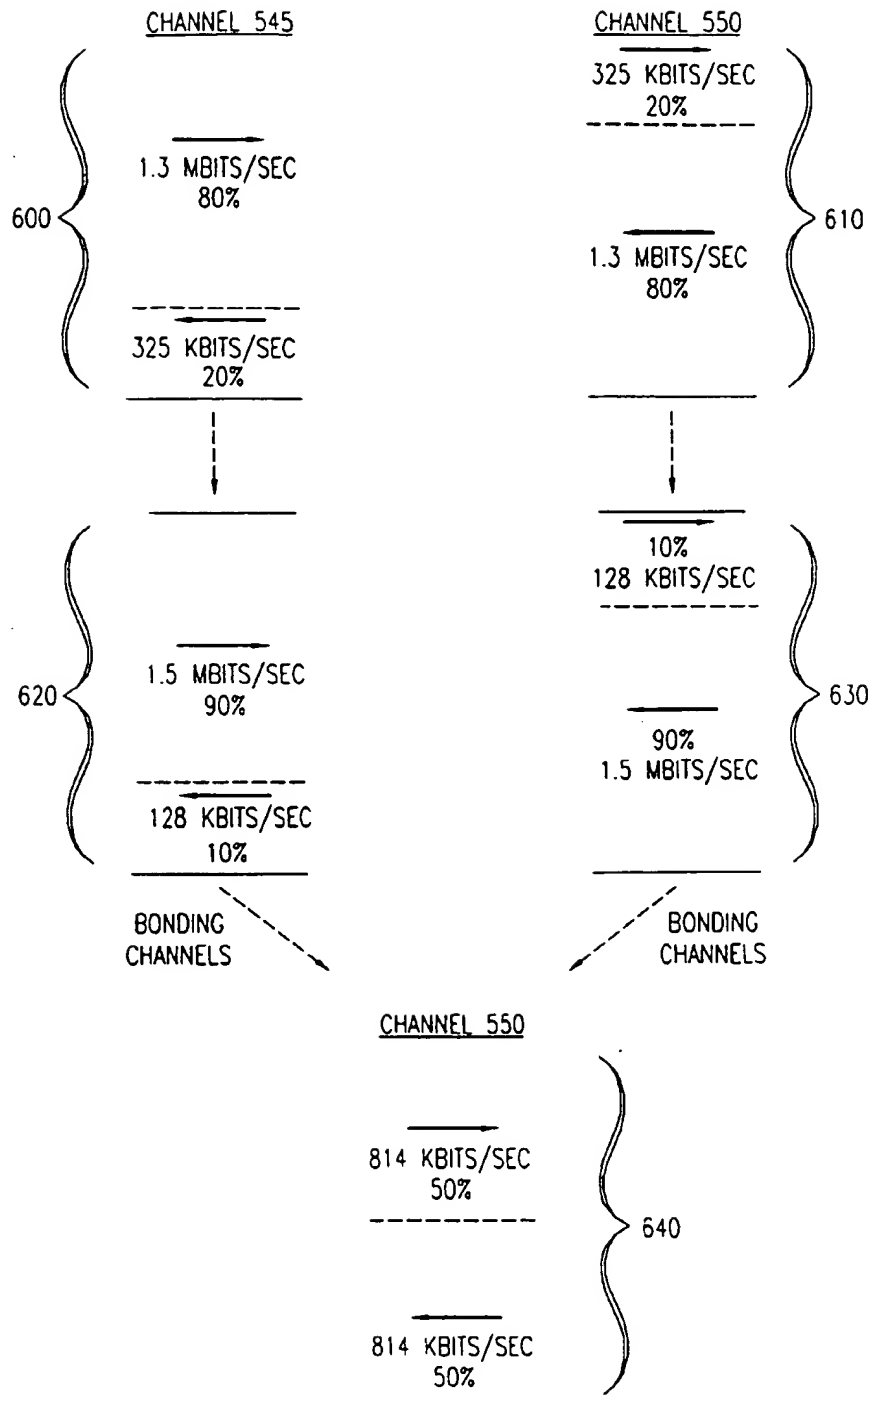 CHANNEL 545
1.3 MBITS/SEC
80%
600
325 KBITS/SEC
20%
CHANNEL 550
325 KBITS/SEC
20%
1.3 MBITS/SEC
80%
610
1.5 MBITS/SEC
90%
620
128 KBITS/SEC
10%
10%
128 KBITS/SEC
90%
1.5 MBITS/SEC
630
BONDING
CHANNELS
BONDING
CHANNELS
CHANNEL 550
814 KBITS/SEC
50%
640
814 KBITS/SEC
50%